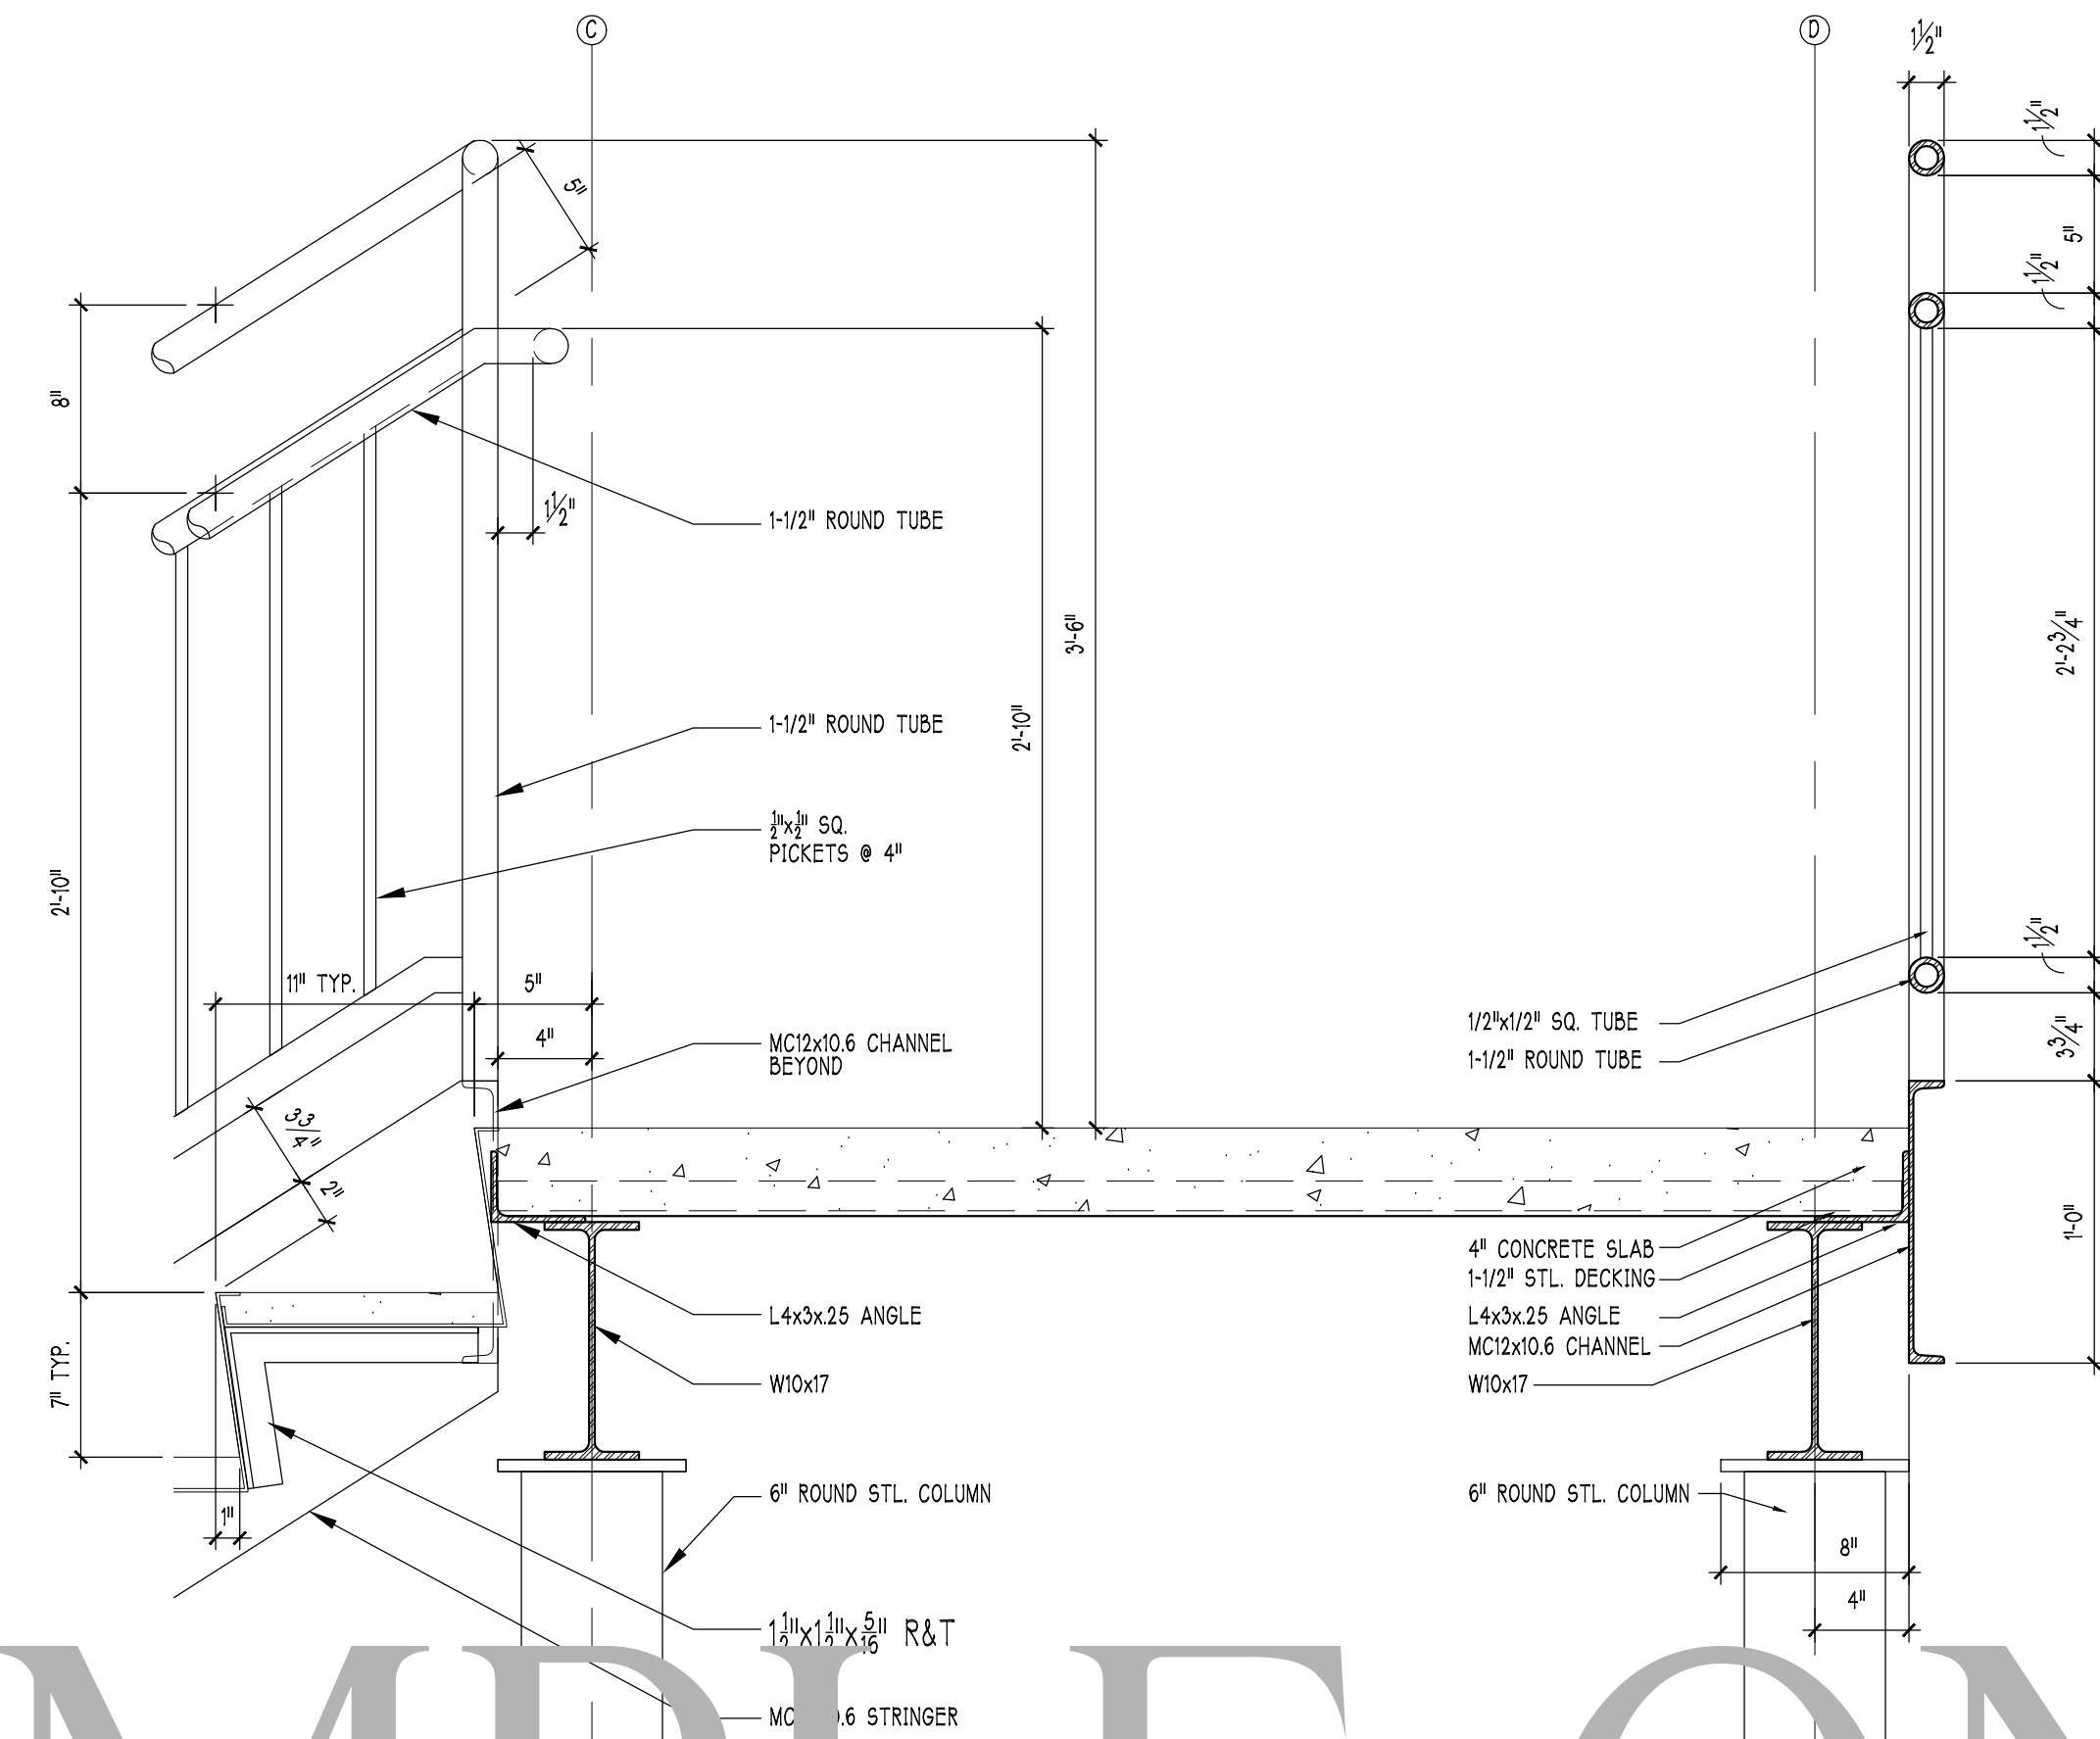 C
D
1½"
1½"
5"
5"
1½"
8"
1½"
1-1/2" ROUND TUBE
3'-6"
2'-10"
2'-2¾"
1-1/2" ROUND TUBE
½"x½" SQ.
PICKETS @ 4"
2'-10"
1½"
11" TYP.
5"
4"
MC12x10.6 CHANNEL
BEYOND
1/2"x1/2" SQ. TUBE
1-1/2" ROUND TUBE
3¾"
3¾"
2"
1'-0"
4" CONCRETE SLAB
1-1/2" STL. DECKING
L4x3x.25 ANGLE
L4x3x.25 ANGLE
MC12x10.6 CHANNEL
7" TYP.
W10x17
W10x17
6" ROUND STL. COLUMN
6" ROUND STL. COLUMN
1"
8"
4"
1½"x1½"x5/16" R&T
STRINGER